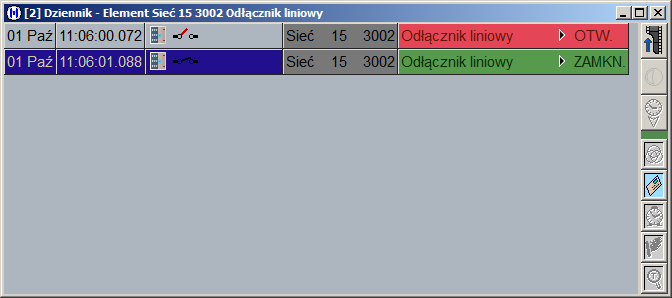 [2] Dziennik - Element Sieć 15 3002 Odłącznik liniowy
01 Paź 11:06:00.072 Sieć 15 3002 Odłącznik liniowy OTW.
01 Paź 11:06:01.088 Sieć 15 3002 Odłącznik liniowy ZAMKN.